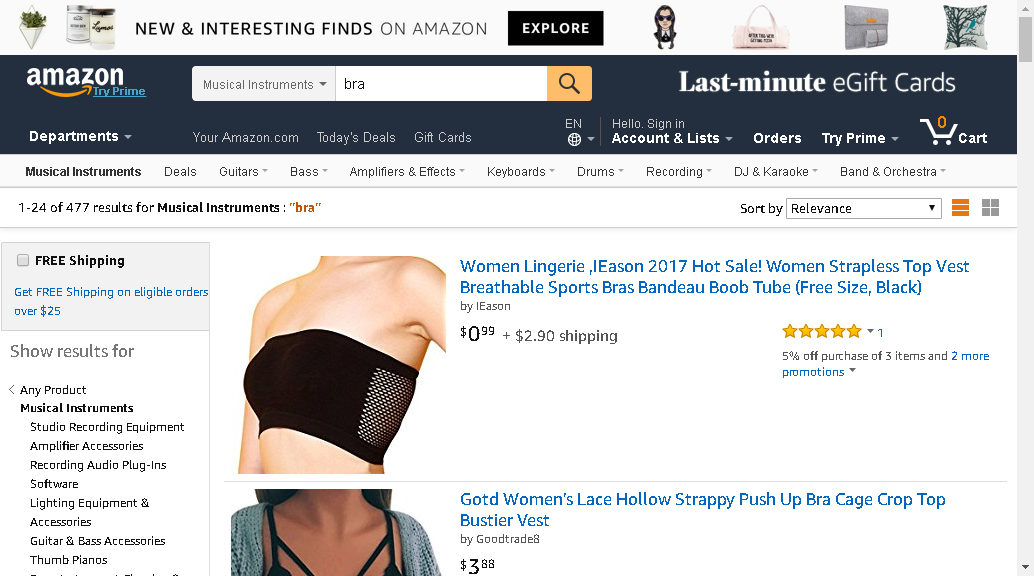 NEW & INTERESTING FINDS ON AMAZON
EXPLORE
amazon
Try Prime
Musical Instruments
bra
Last-minute eGift Cards
Departments
Your Amazon.com
Today's Deals
Gift Cards
EN
Hello. Sign in
Account & Lists
Orders
Try Prime
0
Cart
Musical Instruments
Deals
Guitars
Bass
Amplifiers & Effects
Keyboards
Drums
Recording
DJ & Karaoke
Band & Orchestra
1-24 of 477 results for Musical Instruments : "bra"
Sort by
Relevance
FREE Shipping
Get FREE Shipping on eligible orders
over $25
Show results for
Any Product
Musical Instruments
Studio Recording Equipment
Amplifier Accessories
Recording Audio Plug-Ins
Software
Lighting Equipment &
Accessories
Guitar & Bass Accessories
Thumb Pianos
Women Lingerie ,IEason 2017 Hot Sale! Women Strapless Top Vest
Breathable Sports Bras Bandeau Boob Tube (Free Size, Black)
by IEason
$0 99 + $2.90 shipping
1
5% off purchase of 3 items and 2 more
promotions
Gotd Women's Lace Hollow Strappy Push Up Bra Cage Crop Top
Bustier Vest
by Goodtrade8
$3 88